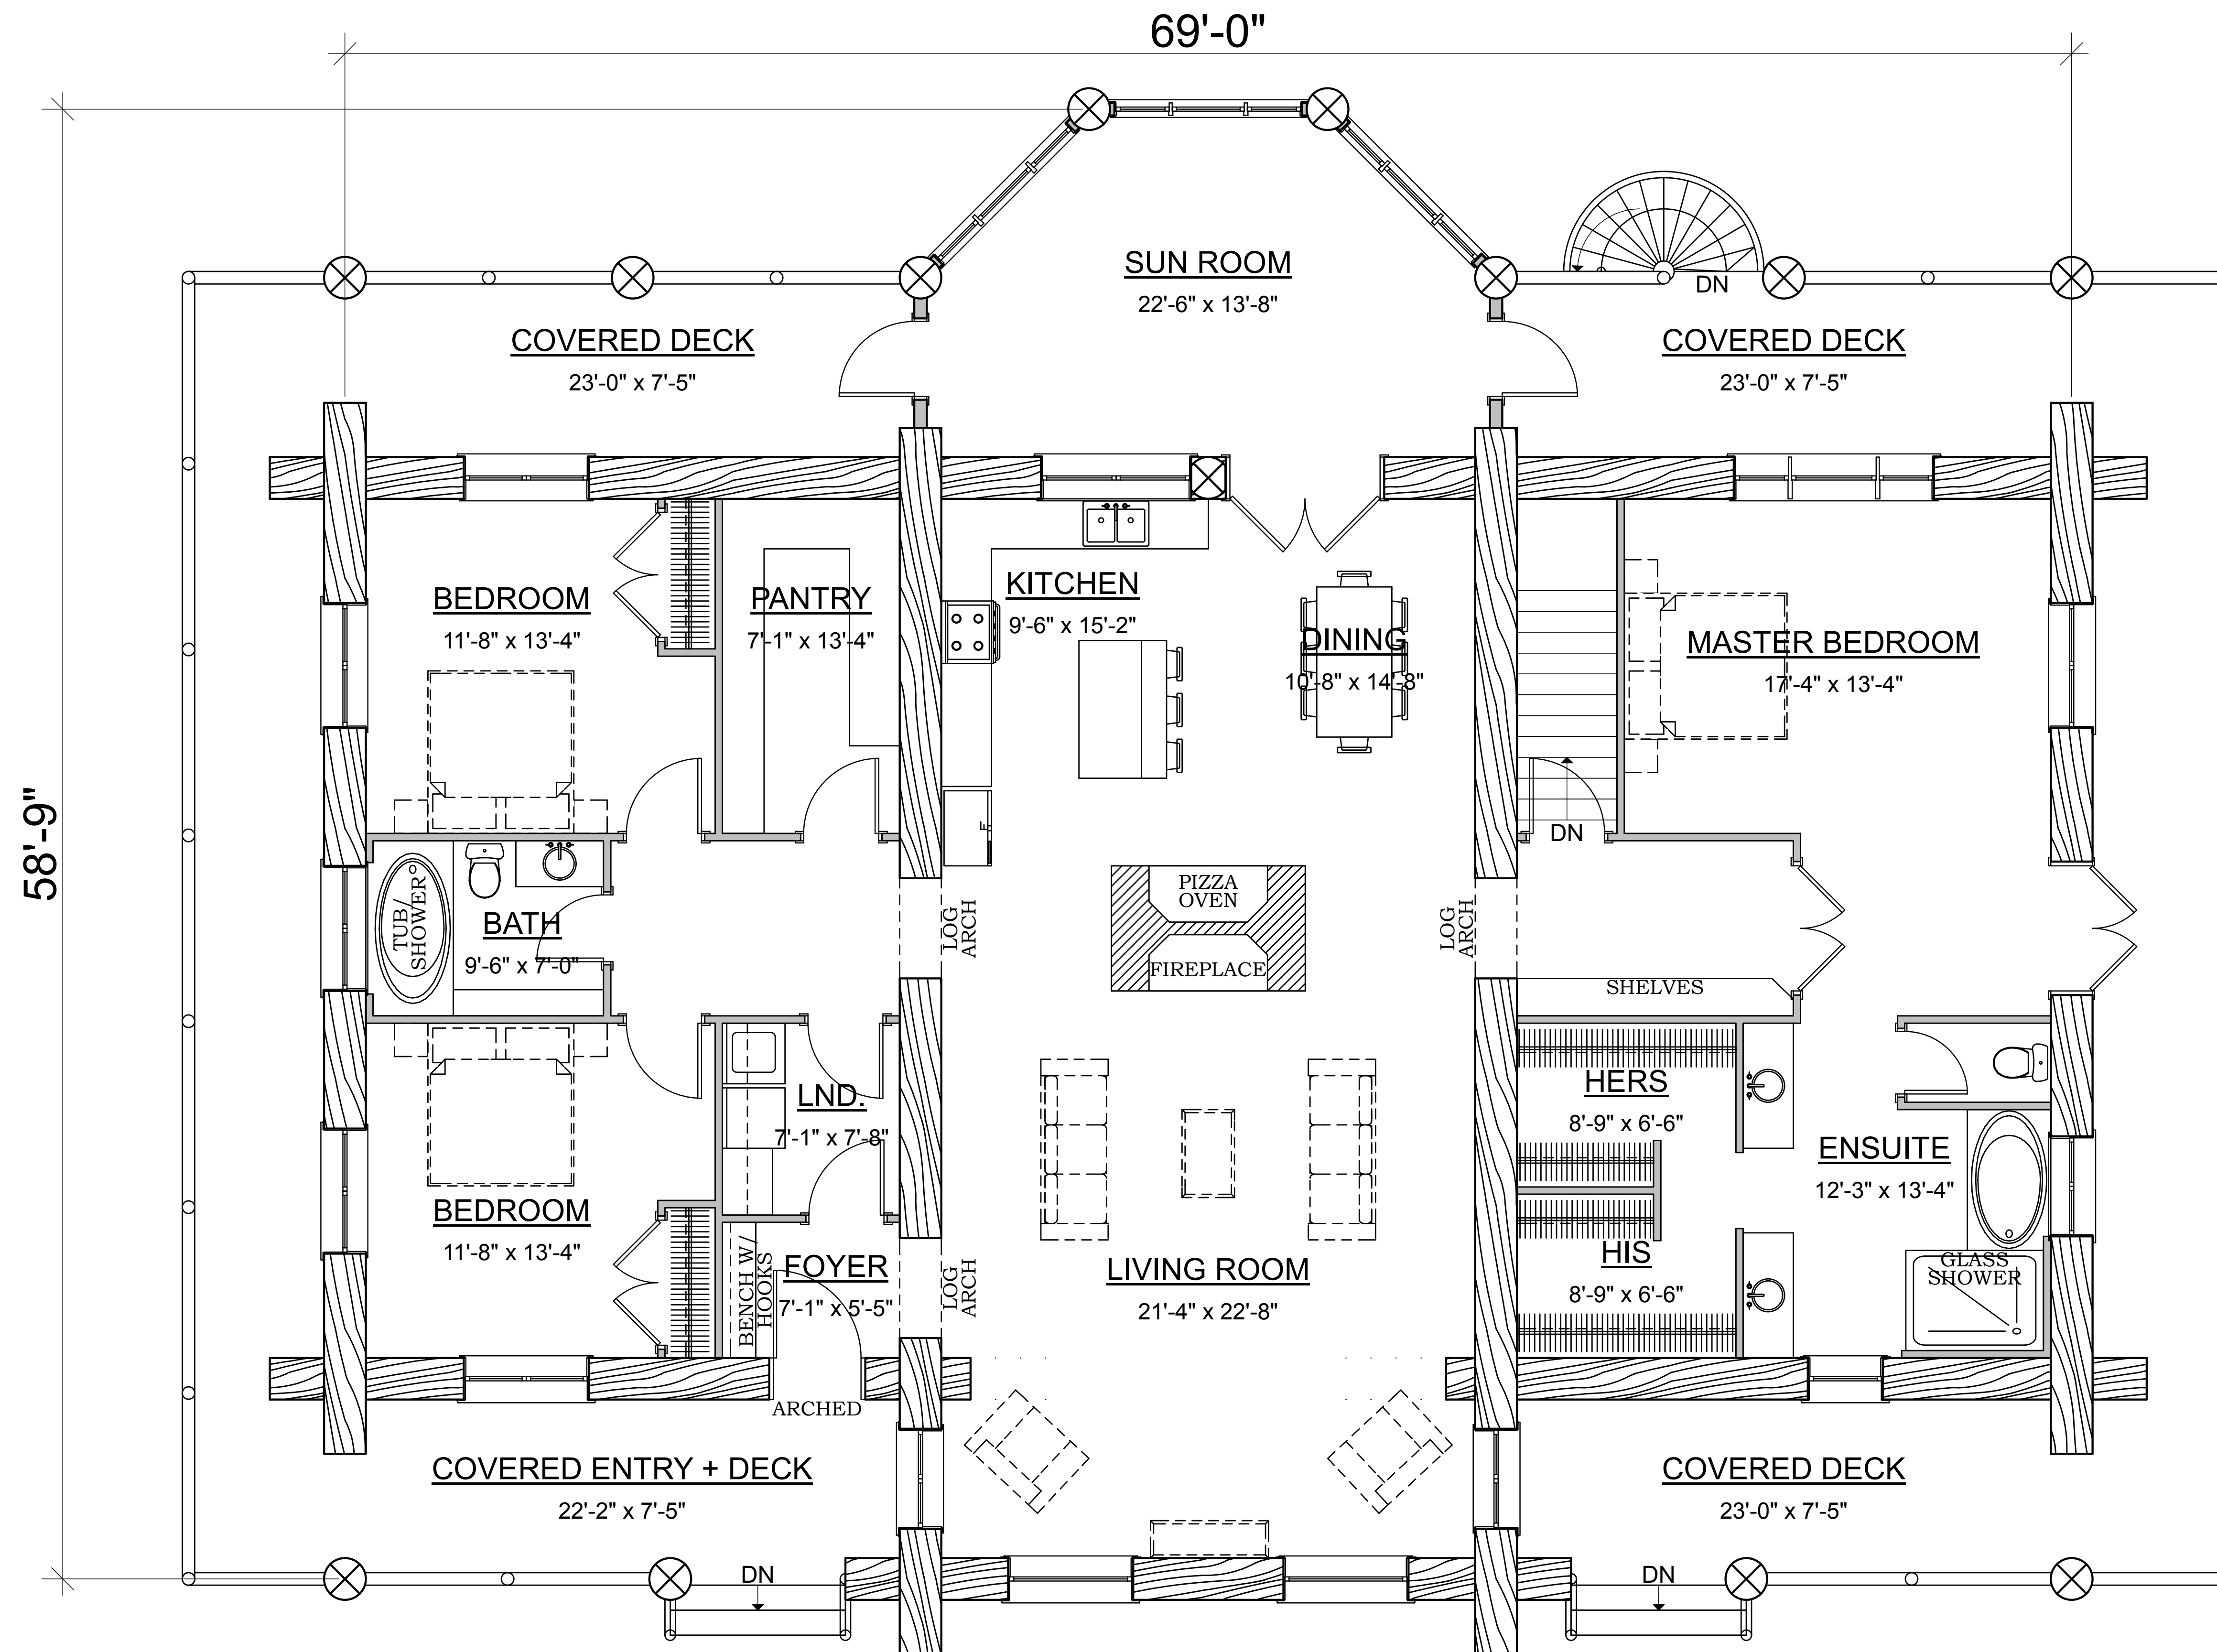 69'-0"
58'-9"
SUN ROOM
22'-6" x 13'-8"
DN
COVERED DECK
23'-0" x 7'-5"
COVERED DECK
23'-0" x 7'-5"
BEDROOM
11'-8" x 13'-4"
PANTRY
7'-1" x 13'-4"
KITCHEN
9'-6" x 15'-2"
DINING
10'-8" x 14'-8"
MASTER BEDROOM
17'-4" x 13'-4"
DN
TUB/
SHOWER
BATH
9'-6" x 7'-0"
LOG
ARCH
PIZZA
OVEN
FIREPLACE
LOG
ARCH
SHELVES
LND.
7'-1" x 7'-8"
HERS
8'-9" x 6'-6"
ENSUITE
12'-3" x 13'-4"
BEDROOM
11'-8" x 13'-4"
BENCH W/
HOOKS
FOYER
7'-1" x 5'-5"
LOG
ARCH
LIVING ROOM
21'-4" x 22'-8"
HIS
8'-9" x 6'-6"
GLASS
SHOWER
ARCHED
COVERED ENTRY + DECK
22'-2" x 7'-5"
COVERED DECK
23'-0" x 7'-5"
DN
DN